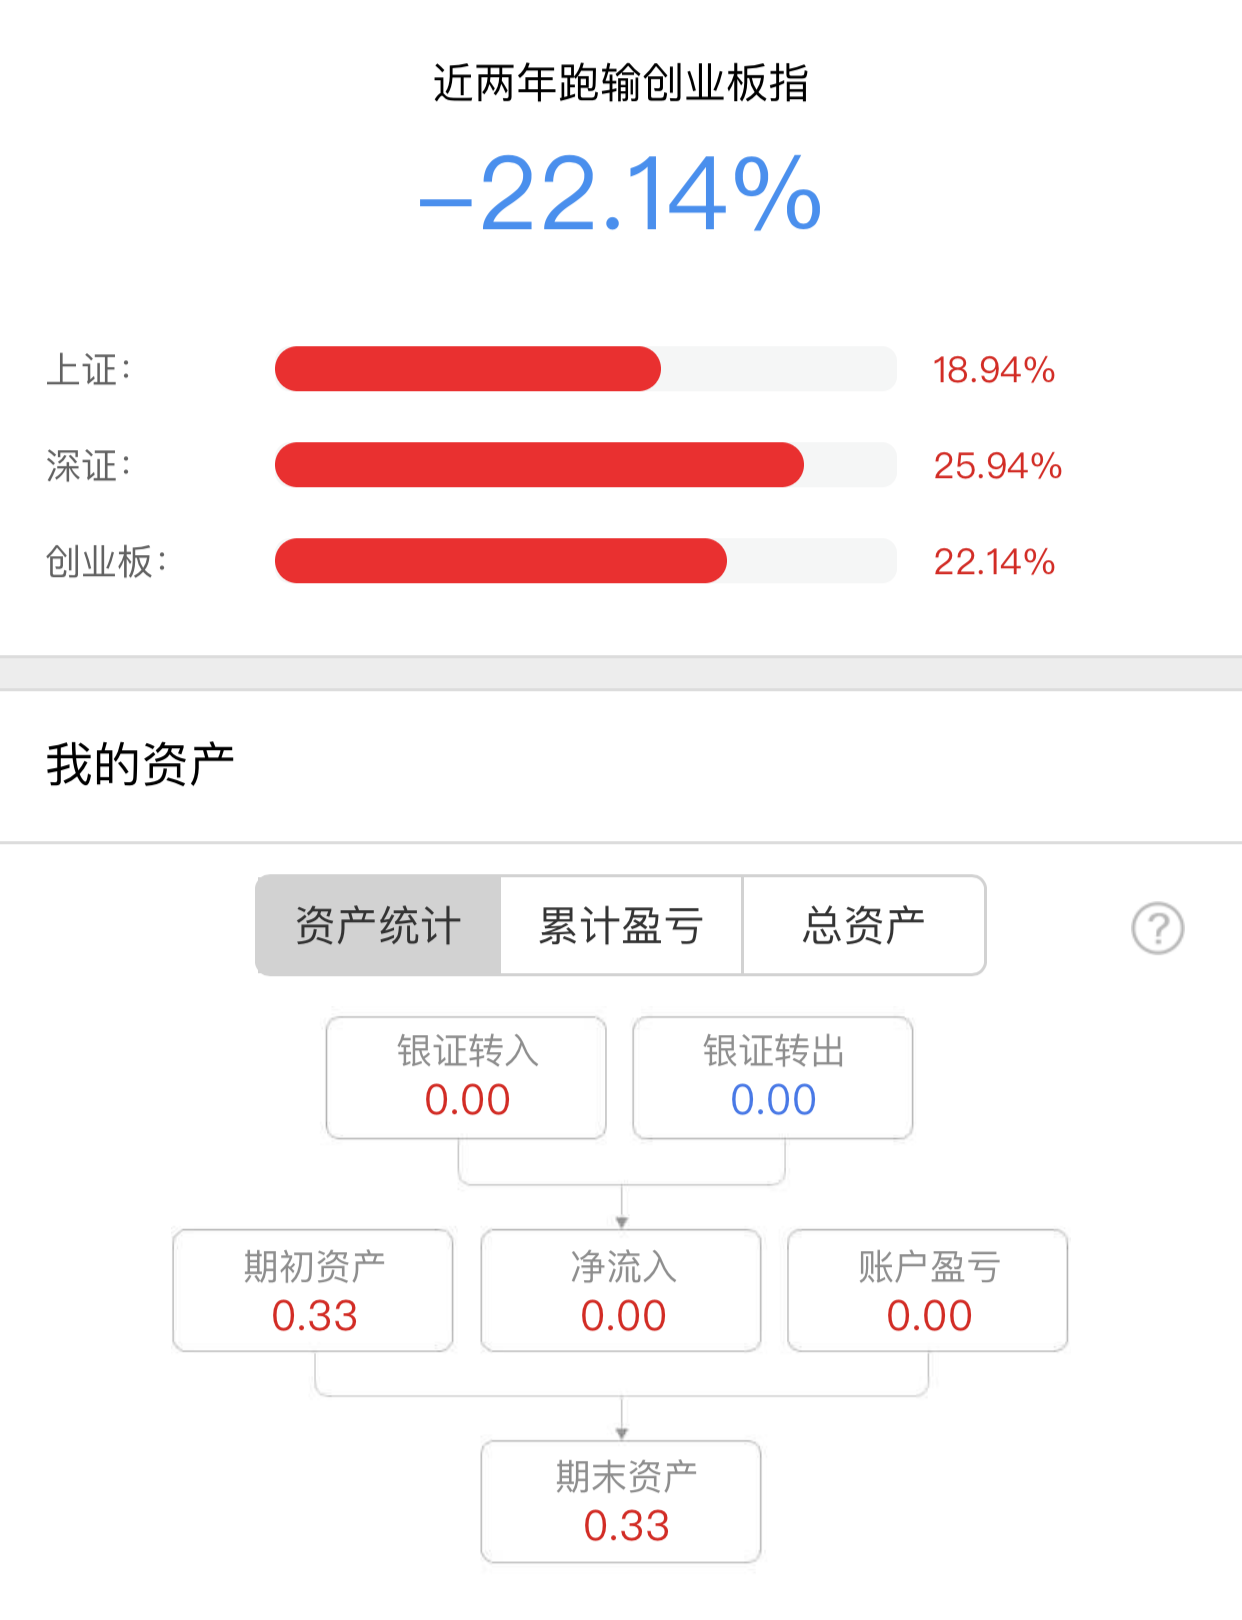 近两年跑输创业板指
-22.14%
上证: 18.94%
深证: 25.94%
创业板: 22.14%
我的资产
资产统计 累计盈亏 总资产 ?
银证转入 银证转出
0.00 0.00
期初资产 净流入 账户盈亏
0.33 0.00 0.00
期末资产
0.33